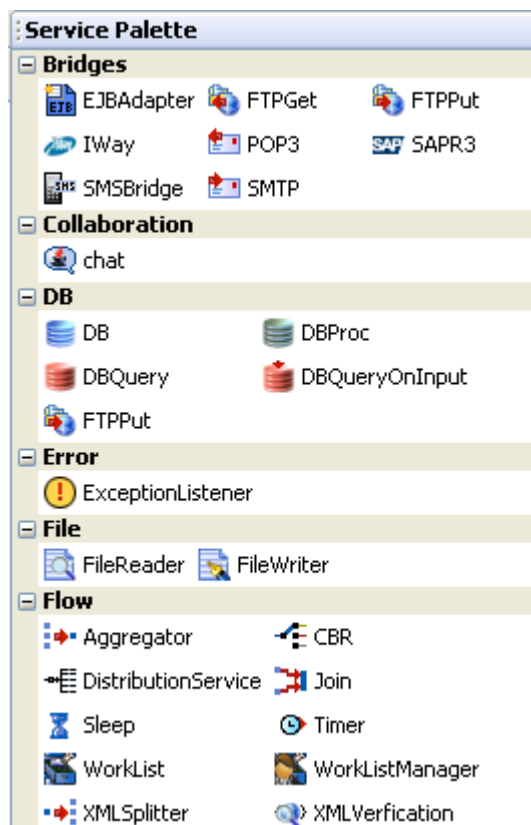 Service Palette
Bridges
EJBAdapter FTPGet FTPPut
IWay POP3 SAPR3
SMSBridge SMTP
Collaboration
chat
DB
DB DBProc
DBQuery DBQueryOnInput
FTPPut
Error
ExceptionListener
File
FileReader FileWriter
Flow
Aggregator CBR
DistributionService Join
Sleep Timer
WorkList WorkListManager
XMLSplitter XMLVerfication